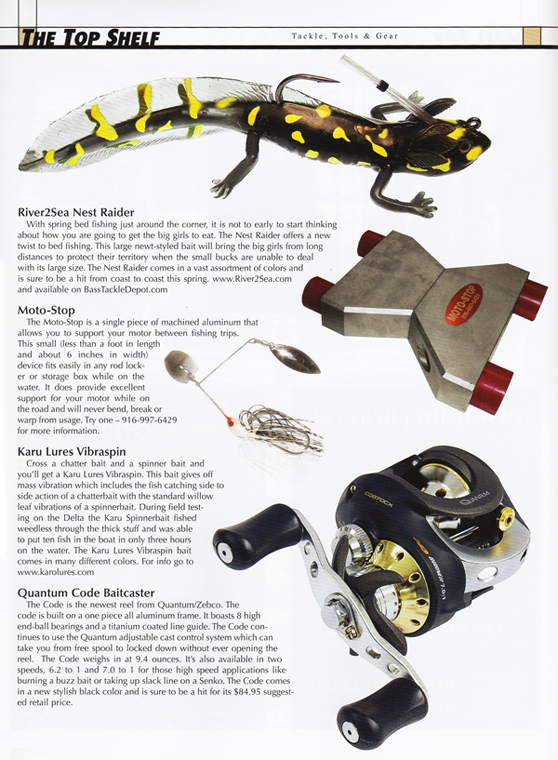 THE TOP SHELF
Tackle, Tools & Gear
River2Sea Nest Raider
With spring bed fishing just around the corner, it is not to early to start thinking
about how you are going to get the big girls to eat. The Nest Raider offers a new
twist to bed fishing. This large newt-styled bait will bring the big girls from long
distances to protect their territory when the small bucks are unable to deal
with its large size. The Nest Raider comes in a vast assortment of colors and
is sure to be a hit from coast to coast this spring. www.River2Sea.com
and available on BassTackleDepot.com
Moto-Stop
The Moto-Stop is a single piece of machined aluminum that
allows you to support your motor between fishing trips.
This small (less than a foot in length
and about 6 inches in width)
device fits easily in any rod lock-
er or storage box while on the
water. It does provide excellent
support for your motor while on
the road and will never bend, break or
warp from usage. Try one – 916-997-6429
for more information.
MOTO-STOP
Karu Lures Vibraspin
Cross a chatter bait and a spinner bait and
you'll get a Karu Lures Vibraspin. This bait gives off
mass vibration which includes the fish catching side to
side action of a chatterbait with the standard willow
leaf vibrations of a spinnerbait. During field test-
ing on the Delta the Karu Spinnerbait fished
weedless through the thick stuff and was able
to put ten fish in the boat in only three hours
on the water. The Karu Lures Vibraspin bait
comes in many different colors. For info go to
www.karolures.com
Quantum Code Baitcaster
The Code is the newest reel from Quantum/Zebco. The
code is built on a one piece all aluminum frame. It boasts 8 high
end-ball bearings and a titanium coated line guide. The Code con-
tinues to use the Quantum adjustable cast control system which can
take you from free spool to locked down without ever opening the
reel. The Code weighs in at 9.4 ounces. It's also available in two
speeds, 6.2 to 1 and 7.0 to 1 for those high speed applications like
burning a buzz bait or taking up slack line on a Senko. The Code comes
in a new stylish black color and is sure to be a hit for its $84.95 suggest-
ed retail price.
QUANTUM
7.0:1